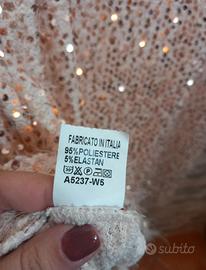 FABRICATO IN ITALIA
95% POLIESTERE
5% ELASTAN
A5237-W5
subito